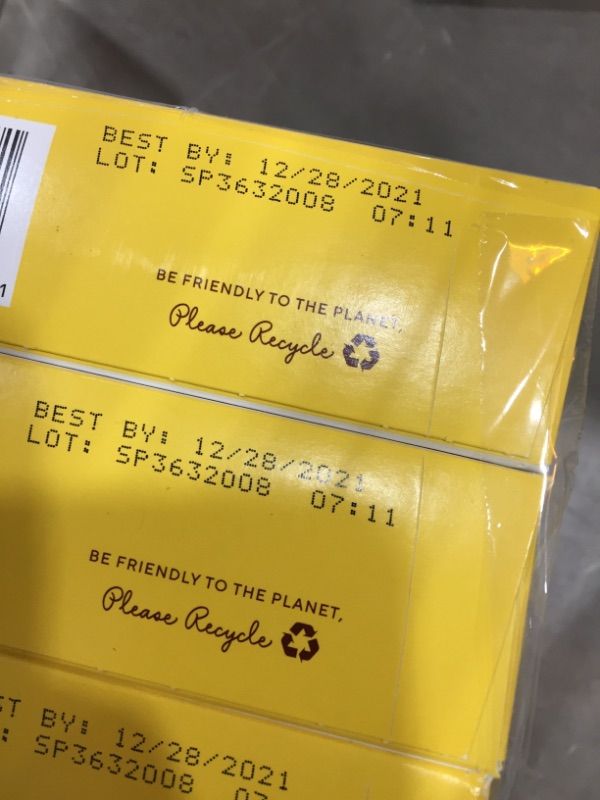 BEST BY: 12/28/2021
LOT: SP3632008 07:11
1
BE FRIENDLY TO THE PLANET,
Please Recycle
BEST BY: 12/28/2021
LOT: SP3632008 07:11
BE FRIENDLY TO THE PLANET,
Please Recycle
ST BY: 12/28/2021
: SP3632008 07